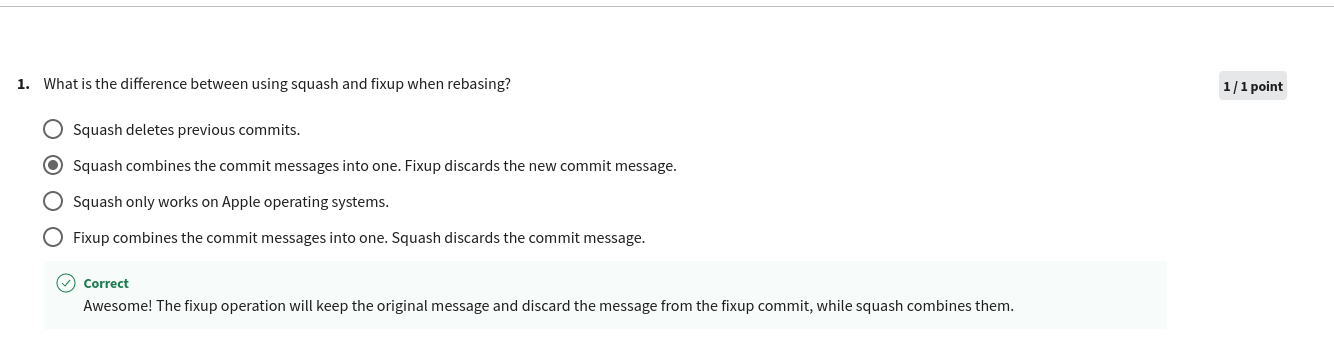 1. What is the difference between using squash and fixup when rebasing?
1 / 1 point
Squash deletes previous commits.
Squash combines the commit messages into one. Fixup discards the new commit message.
Squash only works on Apple operating systems.
Fixup combines the commit messages into one. Squash discards the commit message.
Correct
Awesome! The fixup operation will keep the original message and discard the message from the fixup commit, while squash combines them.